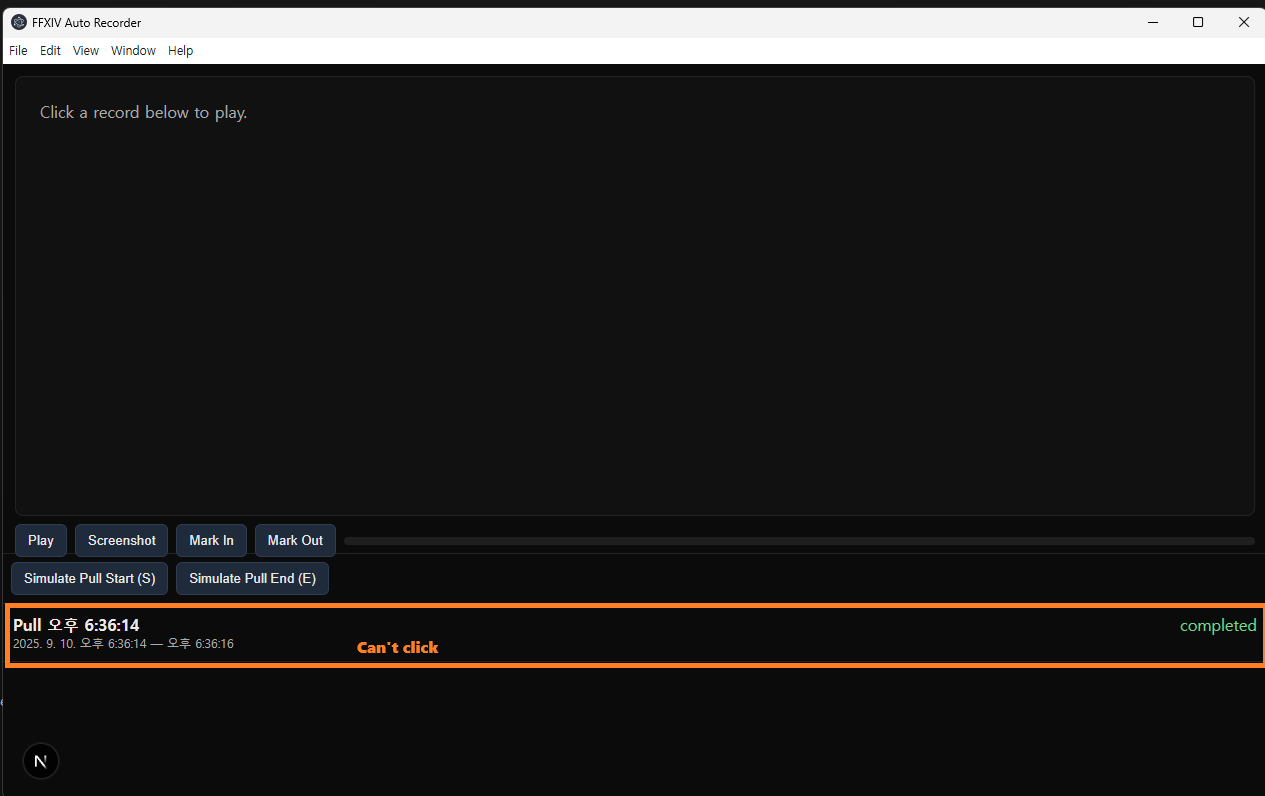 FFXIV Auto Recorder
File Edit View Window Help
Click a record below to play.
Play Screenshot Mark In Mark Out
Simulate Pull Start (S) Simulate Pull End (E)
Pull 오후 6:36:14 completed
2025. 9. 10. 오후 6:36:14 — 오후 6:36:16
Can't click
N